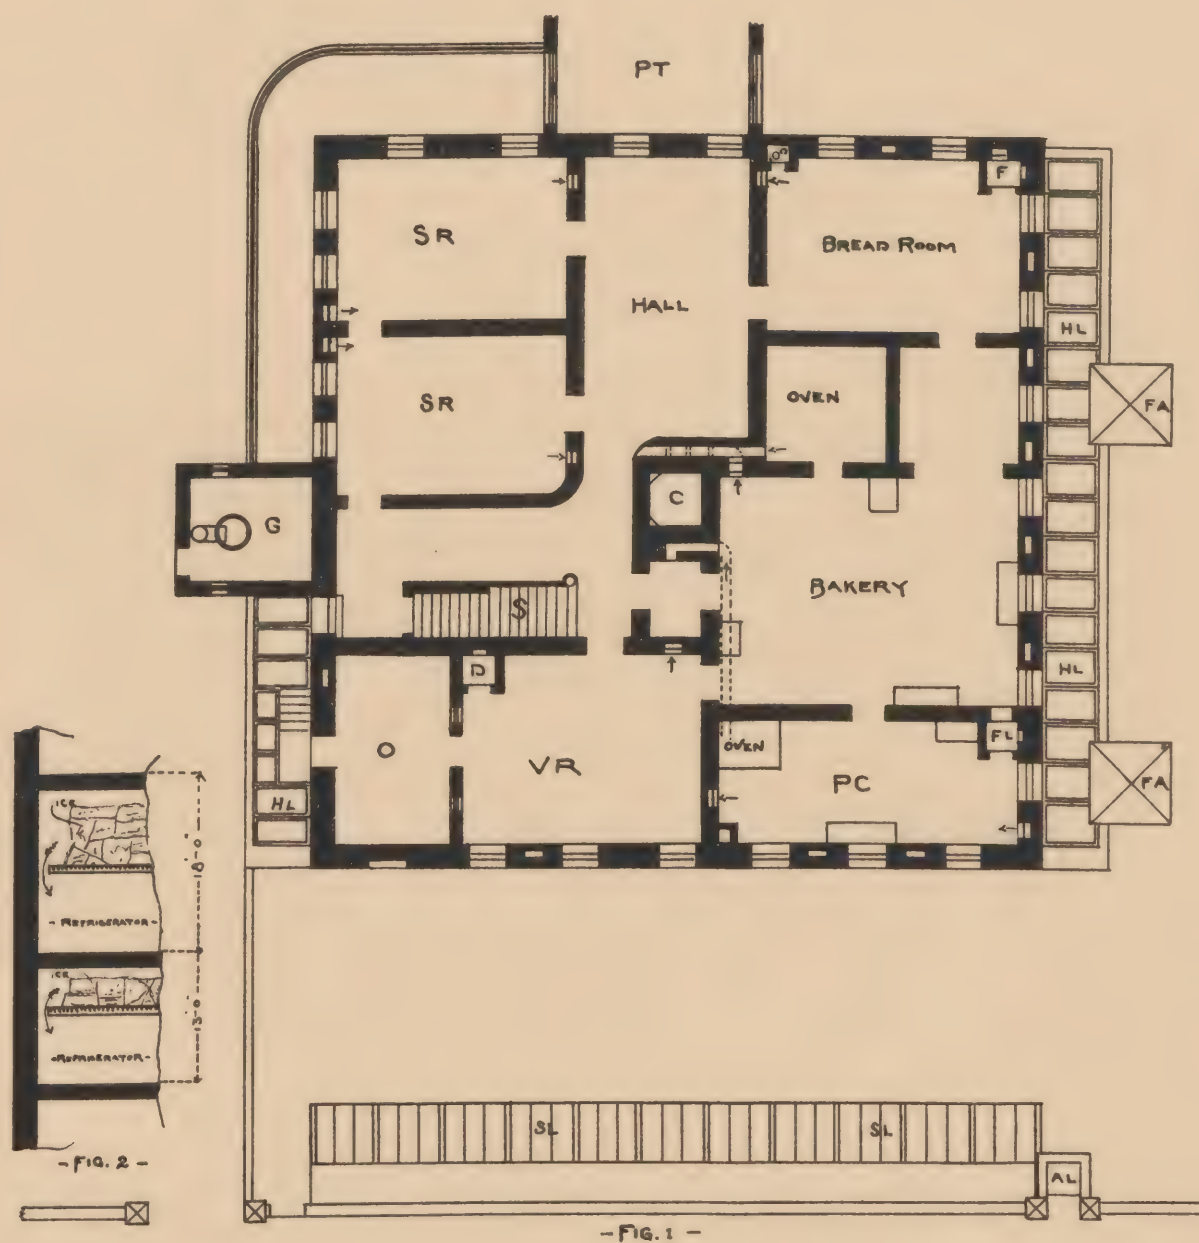 PT
F
SR
BREAD ROOM
HALL
HL
OVEN
FA
SR
C
G
BAKERY
S
D
HL
O
VR
OVEN
FL
PC
FA
HL
ICE
- REFRIGERATOR -
ICE
- REFRIGERATOR -
SL
SL
AL
- FIG. 2 -
- FIG. 1 -